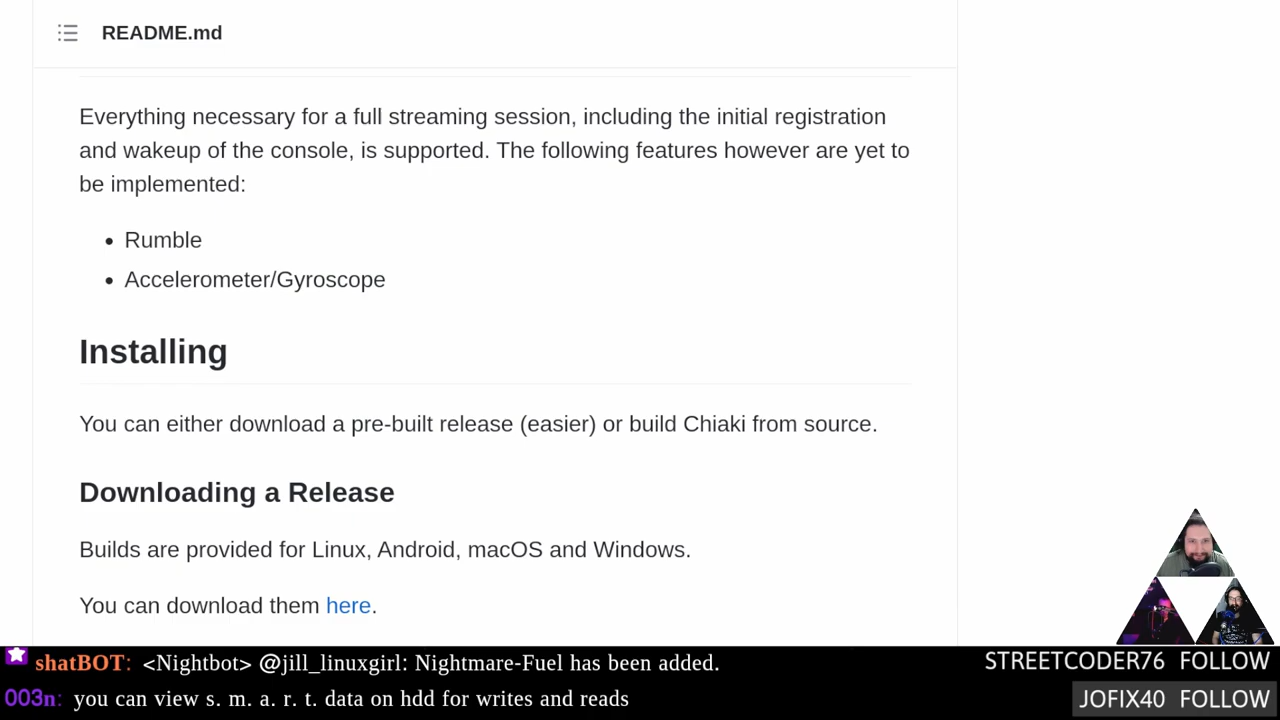 README.md
Everything necessary for a full streaming session, including the initial registration
and wakeup of the console, is supported. The following features however are yet to
be implemented:
• Rumble
• Accelerometer/Gyroscope
Installing
You can either download a pre-built release (easier) or build Chiaki from source.
Downloading a Release
Builds are provided for Linux, Android, macOS and Windows.
You can download them here.
shatBOT: <Nightbot> @jill_linuxgirl: Nightmare-Fuel has been added.
STREETCODER76 FOLLOW
003n: you can view s. m. a. r. t. data on hdd for writes and reads
JOFIX40 FOLLOW